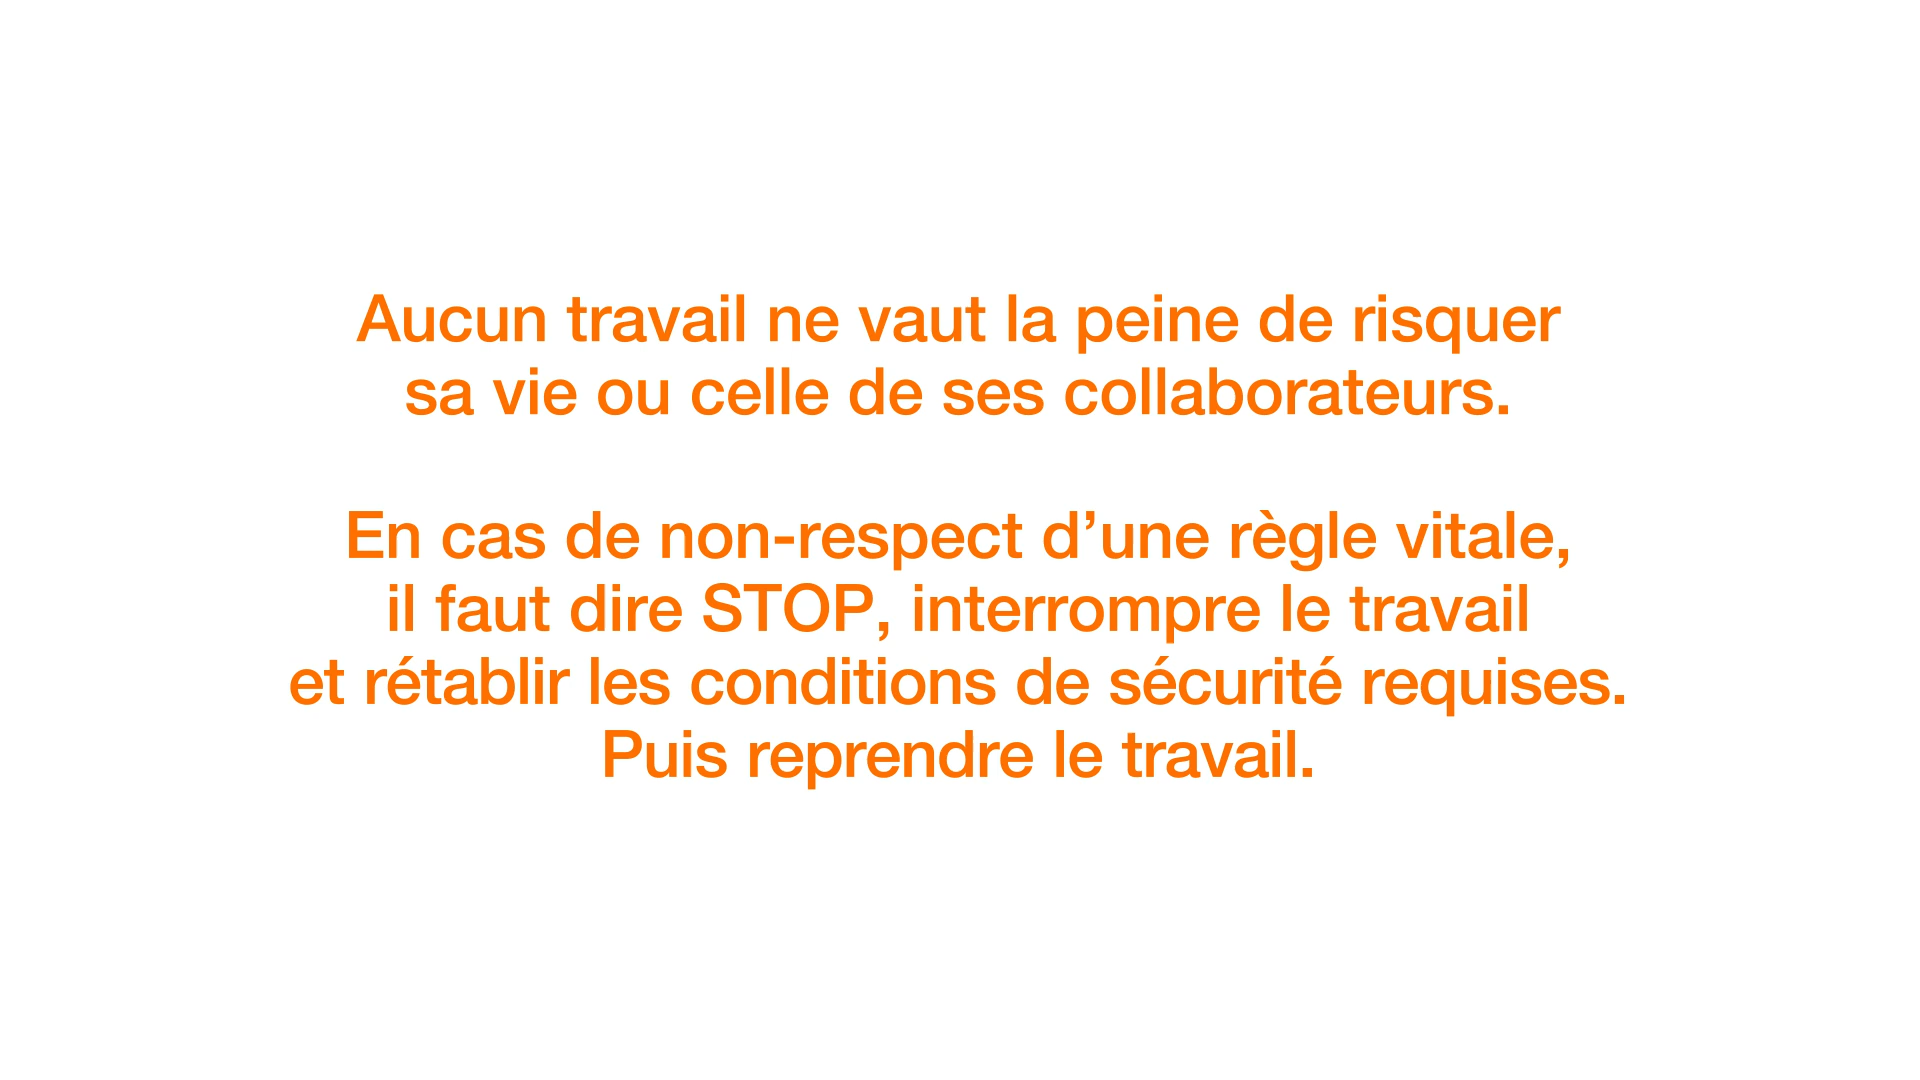 Aucun travail ne vaut la peine de risquer
sa vie ou celle de ses collaborateurs.
En cas de non-respect d’une règle vitale,
il faut dire STOP, interrompre le travail
et rétablir les conditions de sécurité requises.
Puis reprendre le travail.